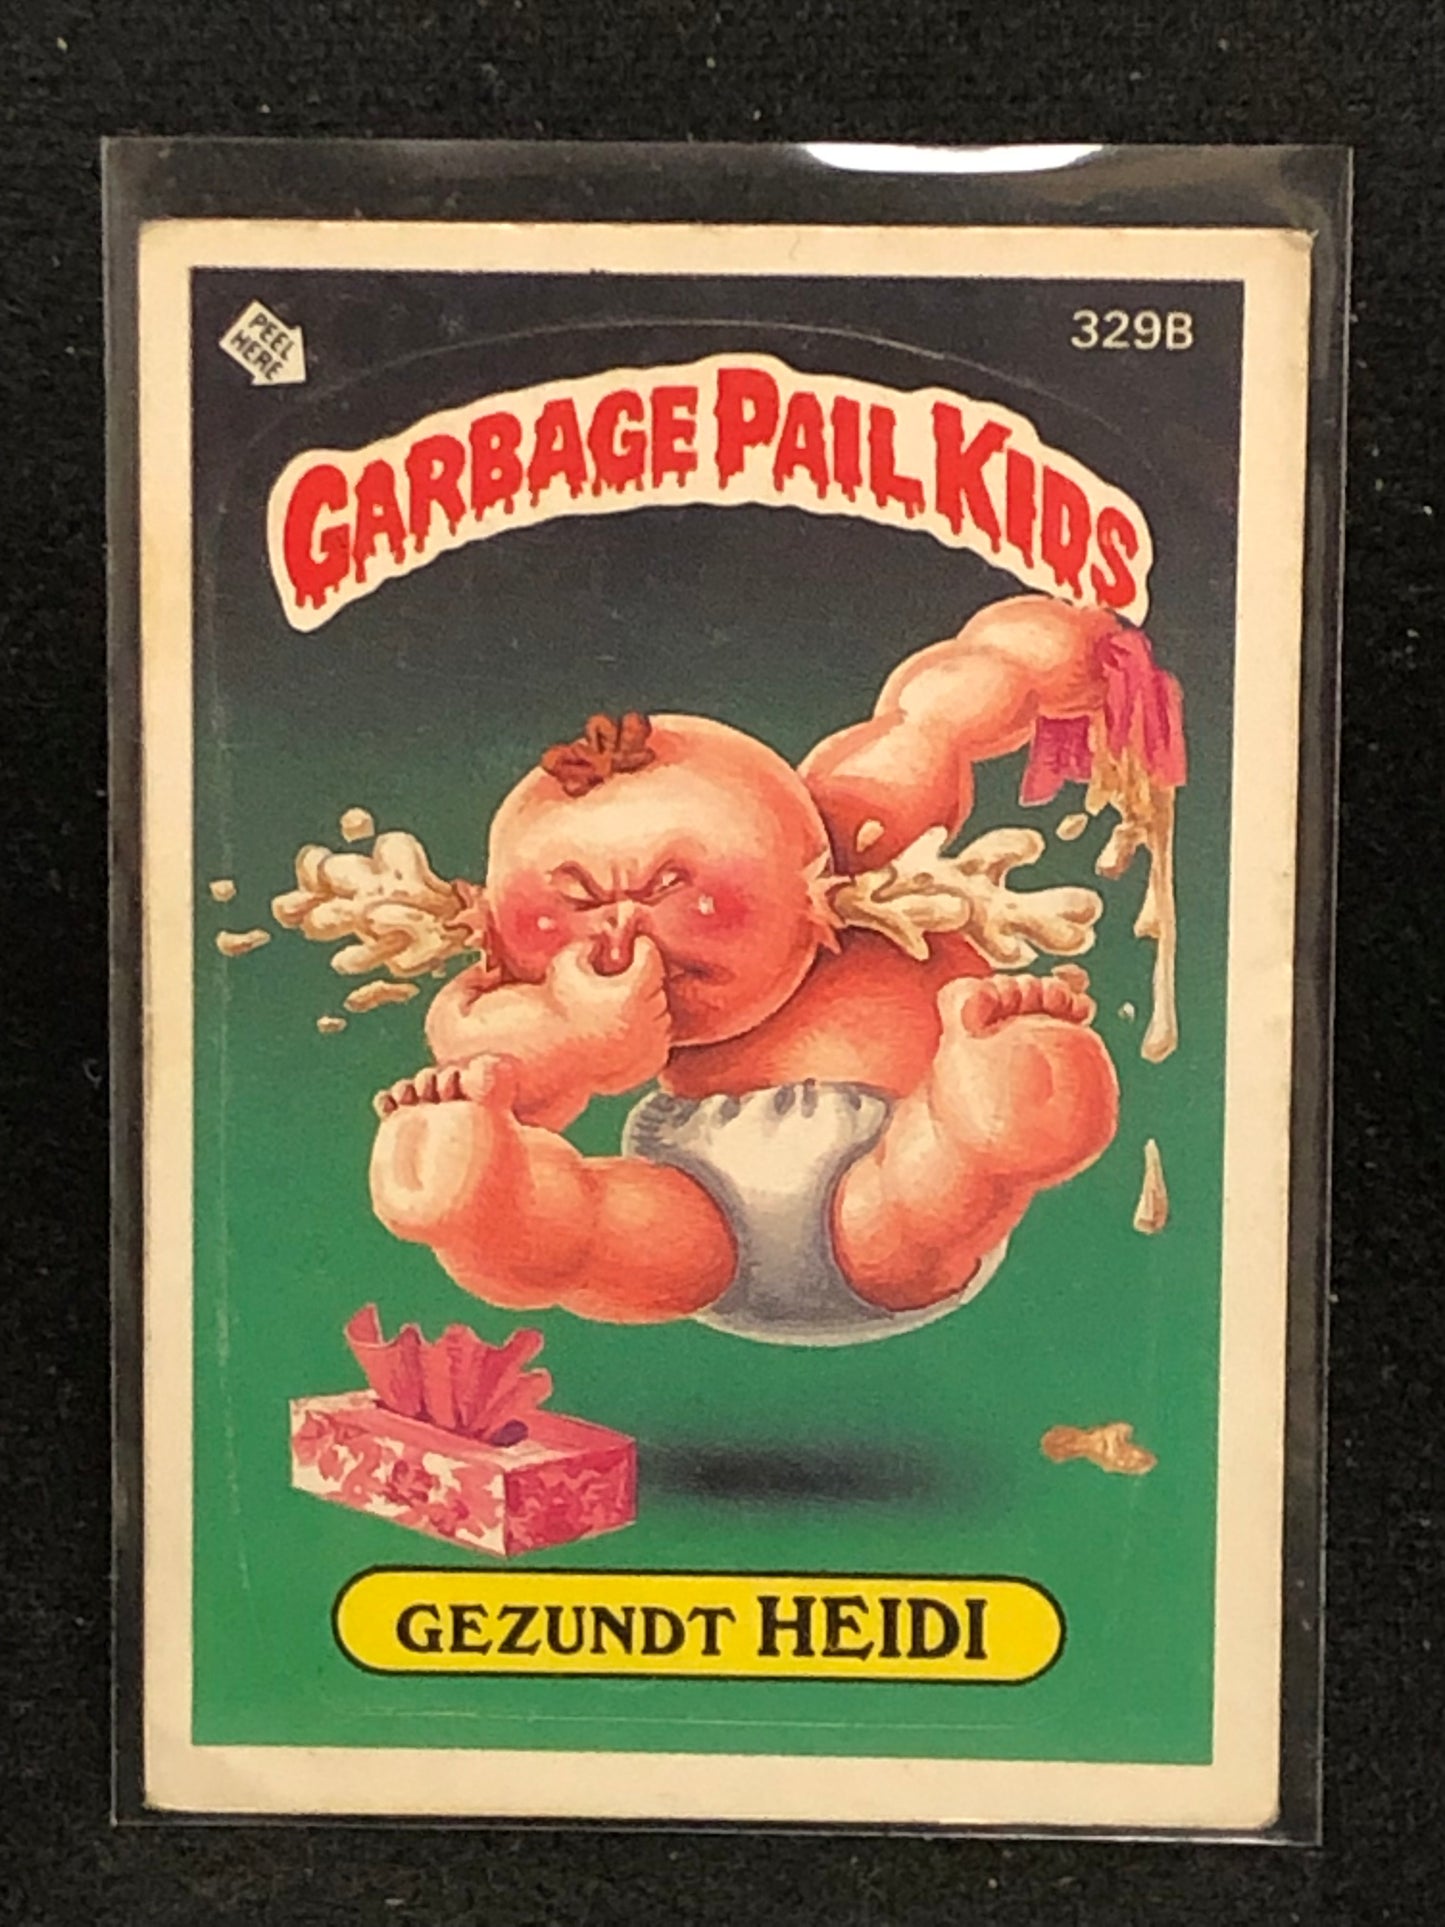 PEEL
HERE
329B
GARBAGE PAIL KIDS
GEZUNDT HEIDI